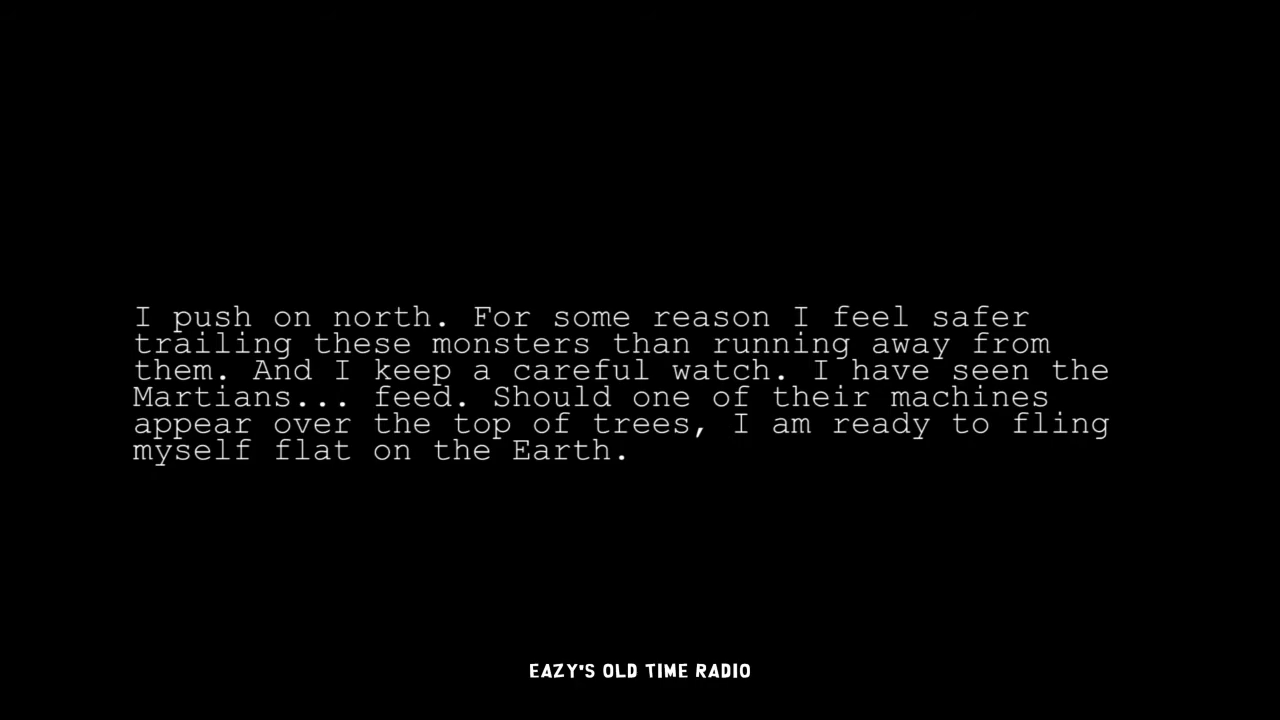 I push on north. For some reason I feel safer
trailing these monsters than running away from
them. And I keep a careful watch. I have seen the
Martians... feed. Should one of their machines
appear over the top of trees, I am ready to fling
myself flat on the Earth.
EAZY'S OLD TIME RADIO